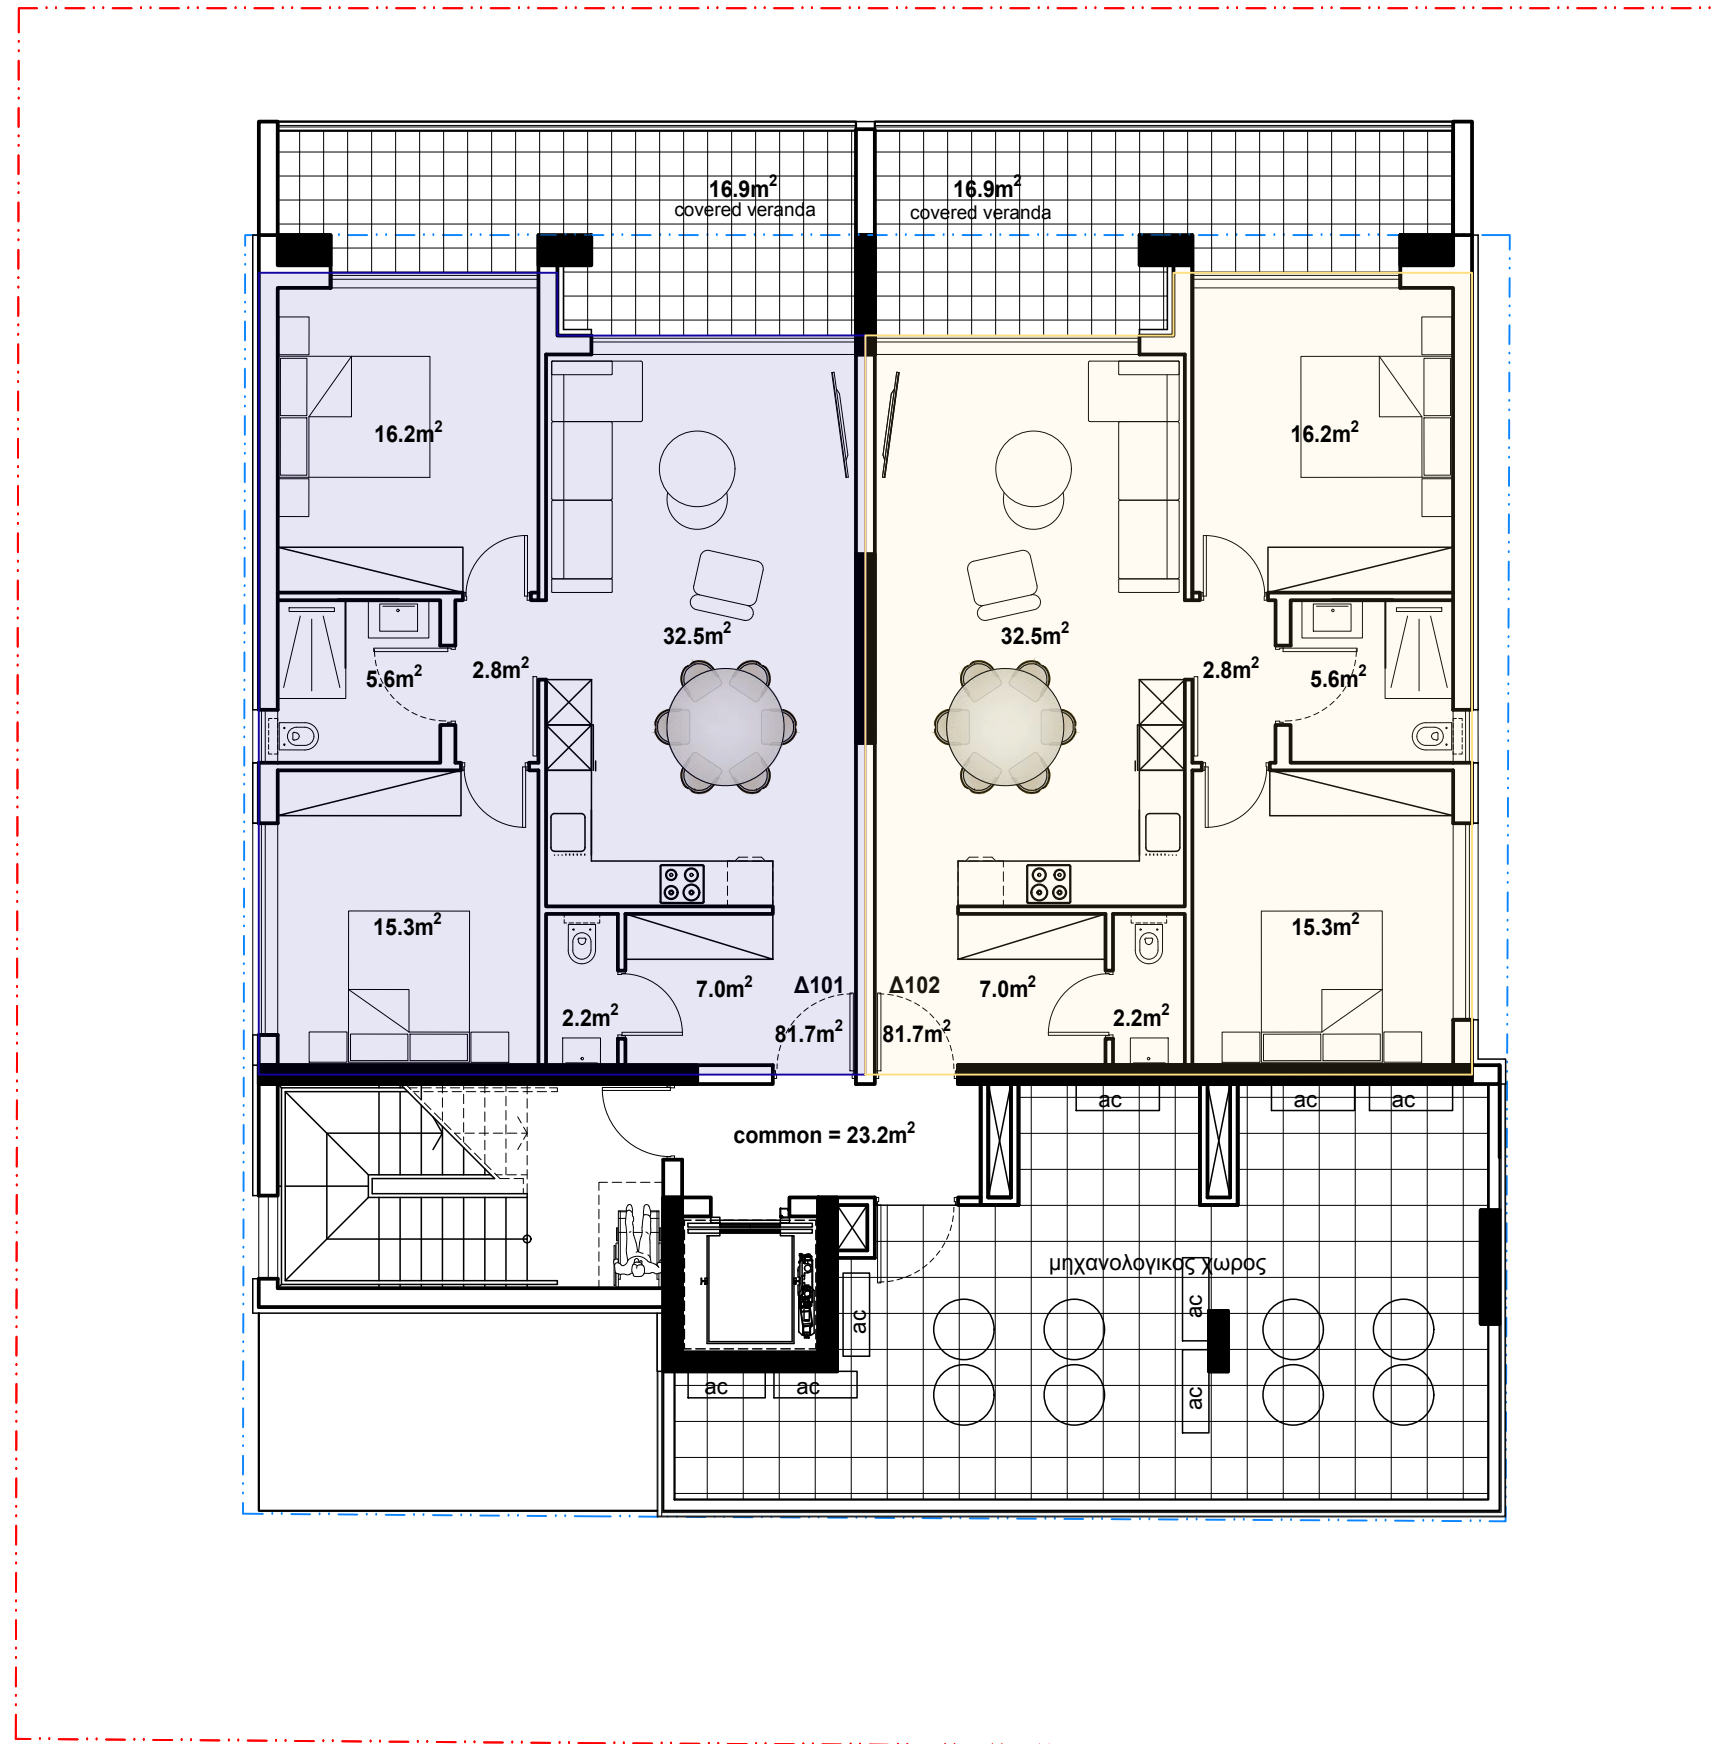 16.9m² 16.9m²
covered veranda covered veranda
16.2m² 16.2m²
32.5m² 32.5m²
5.6m² 2.8m² 2.8m² 5.6m²
15.3m² 15.3m²
7.0m² Δ101 Δ102 7.0m²
2.2m² 81.7m² 81.7m² 2.2m²
ac ac ac
common = 23.2m²
μηχανολογικος χωρος
ac ac
ac ac ac